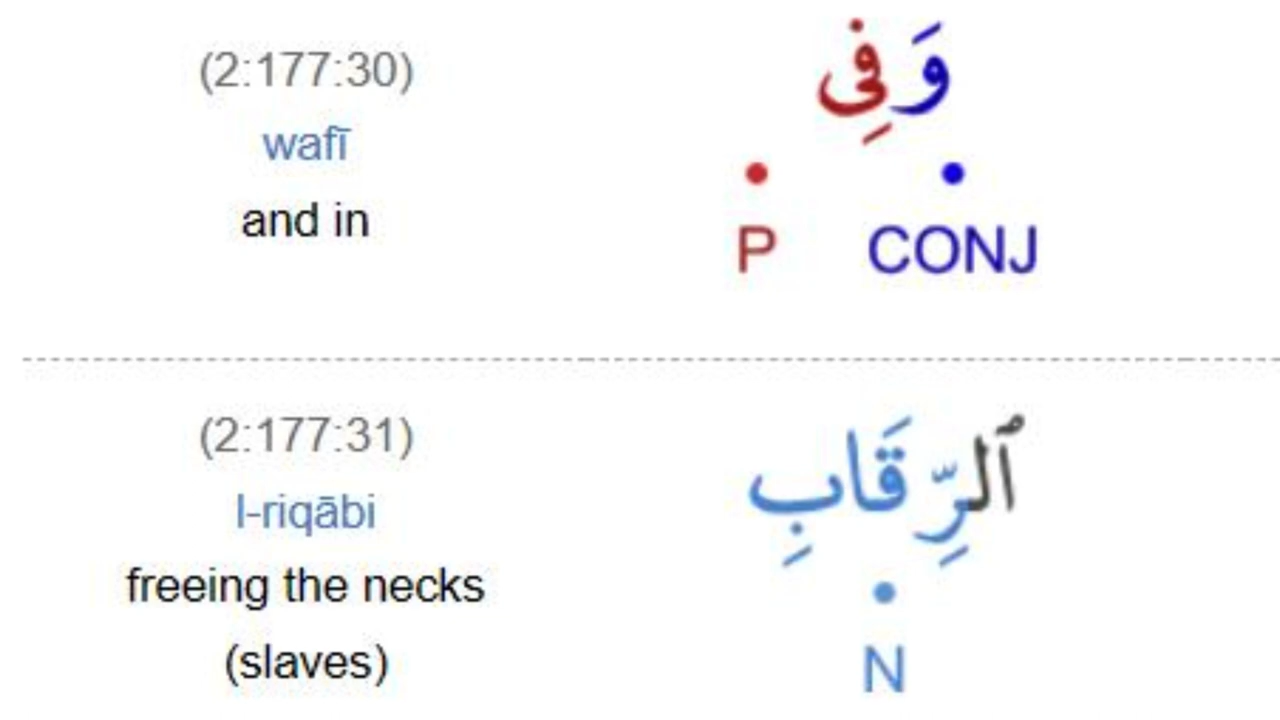 (2:177:30)
wafī
and in
وَفِى
P CONJ
(2:177:31)
l-riqābi
freeing the necks
(slaves)
ٱلرِّقَابِ
N